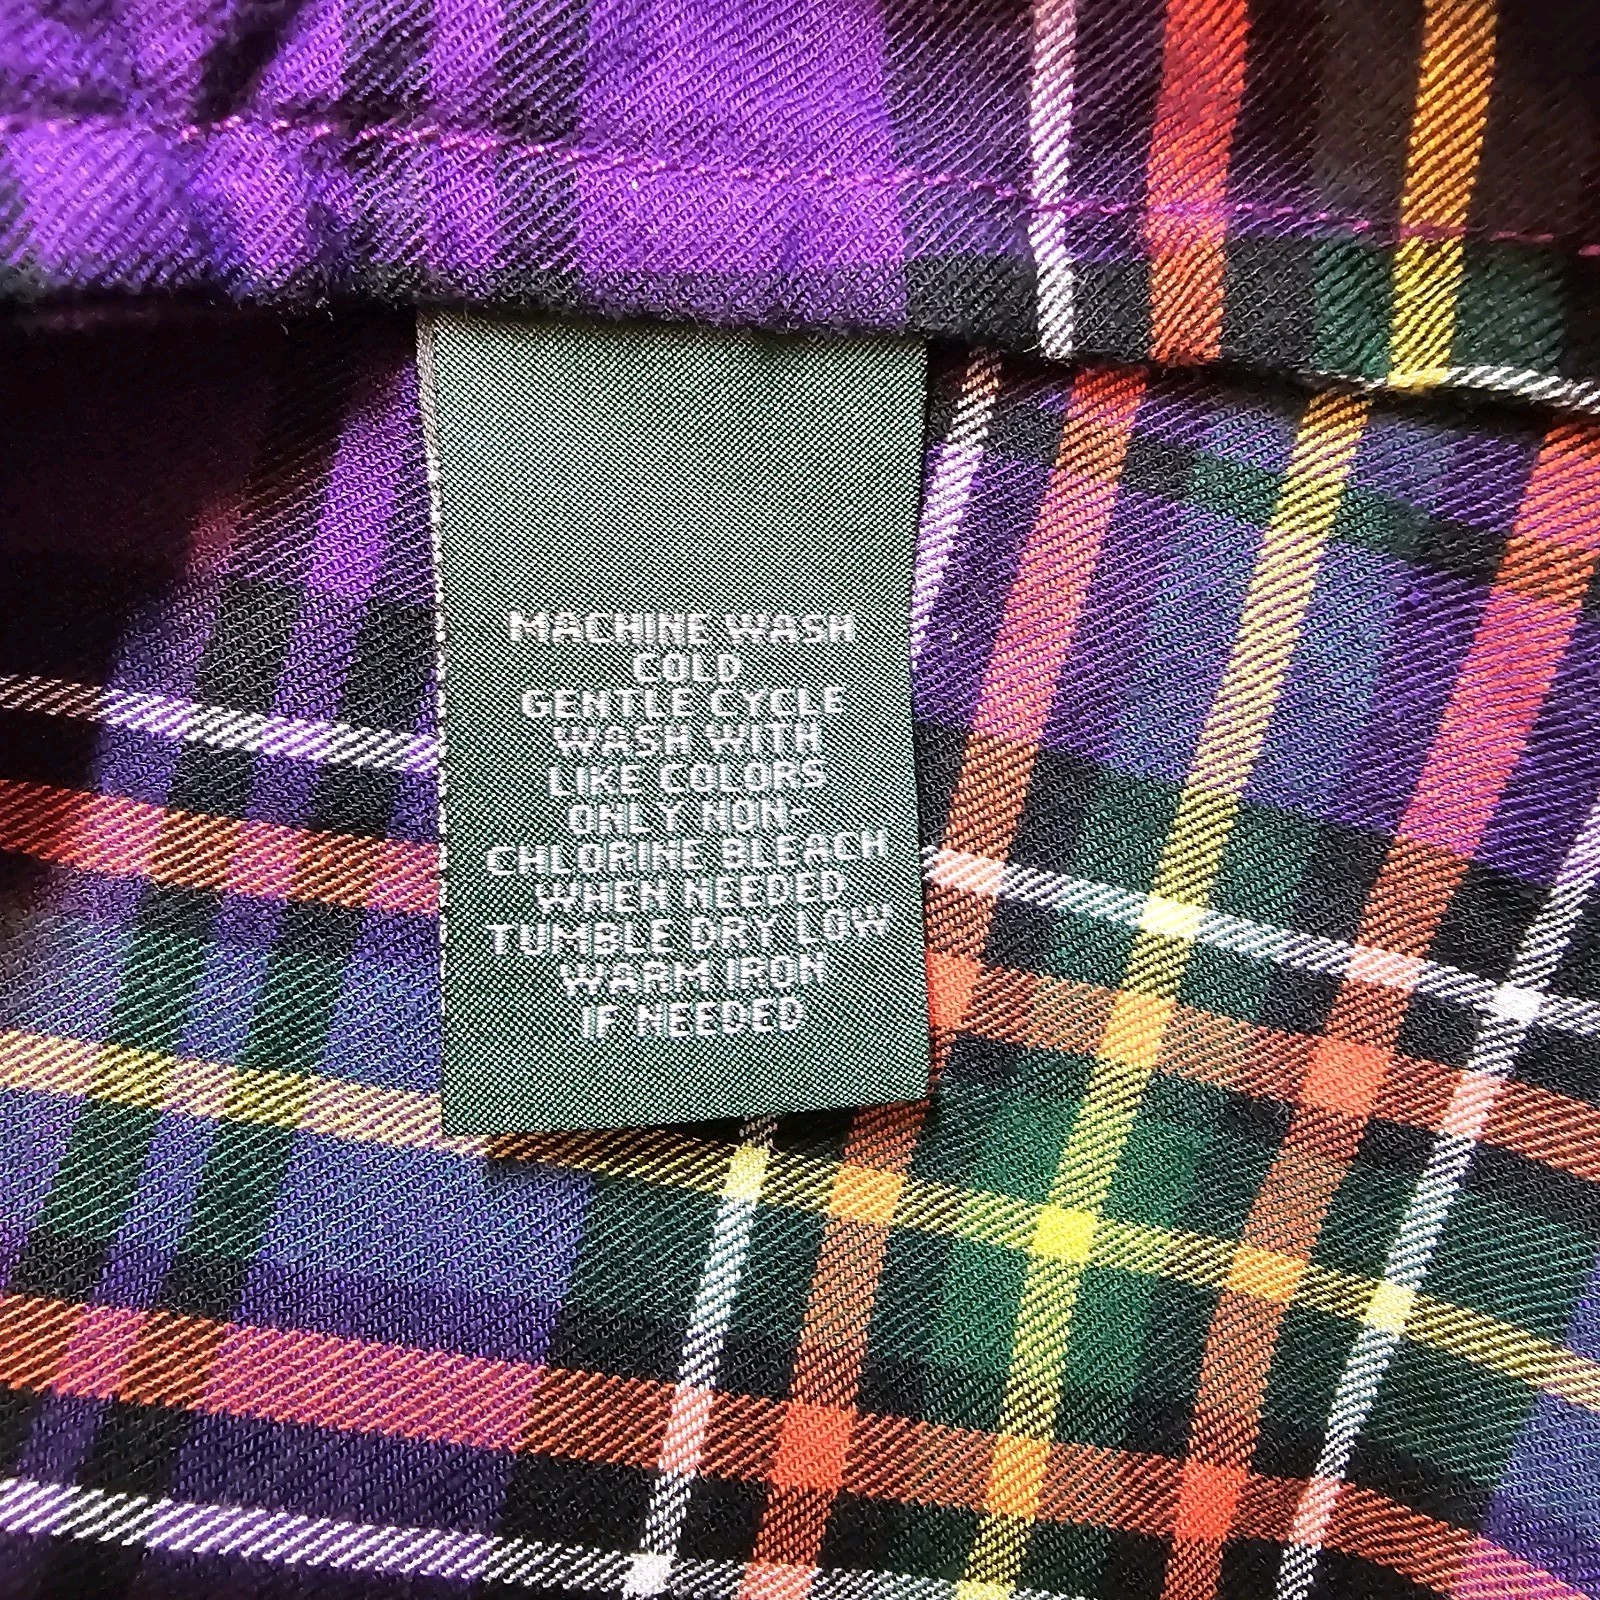 MACHINE WASH
COLD
GENTLE CYCLE
WASH WITH
LIKE COLORS
ONLY NON-
CHLORINE BLEACH
WHEN NEEDED
TUMBLE DRY LOW
WARM IRON
IF NEEDED